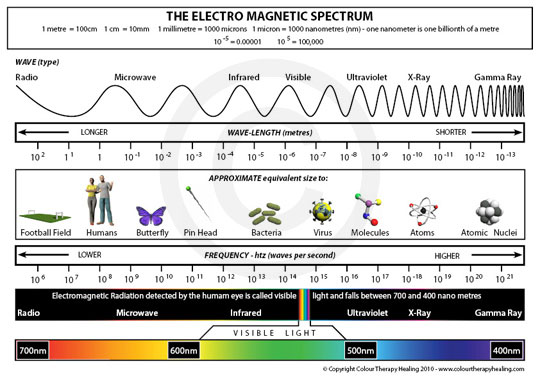 THE ELECTRO MAGNETIC SPECTRUM
1 metre = 100cm 1 cm = 10mm 1 millimetre = 1000 microns 1 micron = 1000 nanometres (nm) - one nanometer is one billionth of a metre
10⁻⁵ = 0.00001 10⁵ = 100,000
WAVE (type)
Radio Microwave Infrared Visible Ultraviolet X-Ray Gamma Ray
LONGER WAVE-LENGTH (metres) SHORTER
10² 1¹ 1 10⁻¹ 10⁻² 10⁻³ 10⁻⁴ 10⁻⁵ 10⁻⁶ 10⁻⁷ 10⁻⁸ 10⁻⁹ 10⁻¹⁰ 10⁻¹¹ 10⁻¹² 10⁻¹³
APPROXIMATE equivalent size to:
Football Field Humans Butterfly Pin Head Bacteria Virus Molecules Atoms Atomic Nuclei
LOWER FREQUENCY - htz (waves per second) HIGHER
10⁶ 10⁷ 10⁸ 10⁹ 10¹⁰ 10¹¹ 10¹² 10¹³ 10¹⁴ 10¹⁵ 10¹⁶ 10¹⁷ 10⁻¹⁸ 10¹⁹ 10²⁰ 10²¹
Electromagnetic Radiation detected by the human eye is called visible light and falls between 700 and 400 nano metres
Radio Microwave Infrared Ultraviolet X-Ray Gamma Ray
VISIBLE LIGHT
700nm 600nm 500nm 400nm
© Copyright Colour Therapy Healing 2010 - www.colourtherapyhealing.com